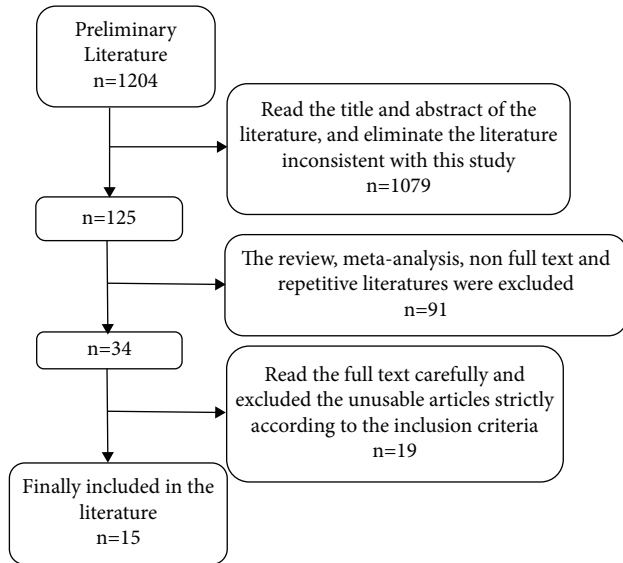 Preliminary
Literature
n=1204
Read the title and abstract of the
literature, and eliminate the literature
inconsistent with this study
n=1079
n=125
The review, meta-analysis, non full text and
repetitive literatures were excluded
n=91
n=34
Read the full text carefully and
excluded the unusable articles strictly
according to the inclusion criteria
n=19
Finally included in the
literature
n=15